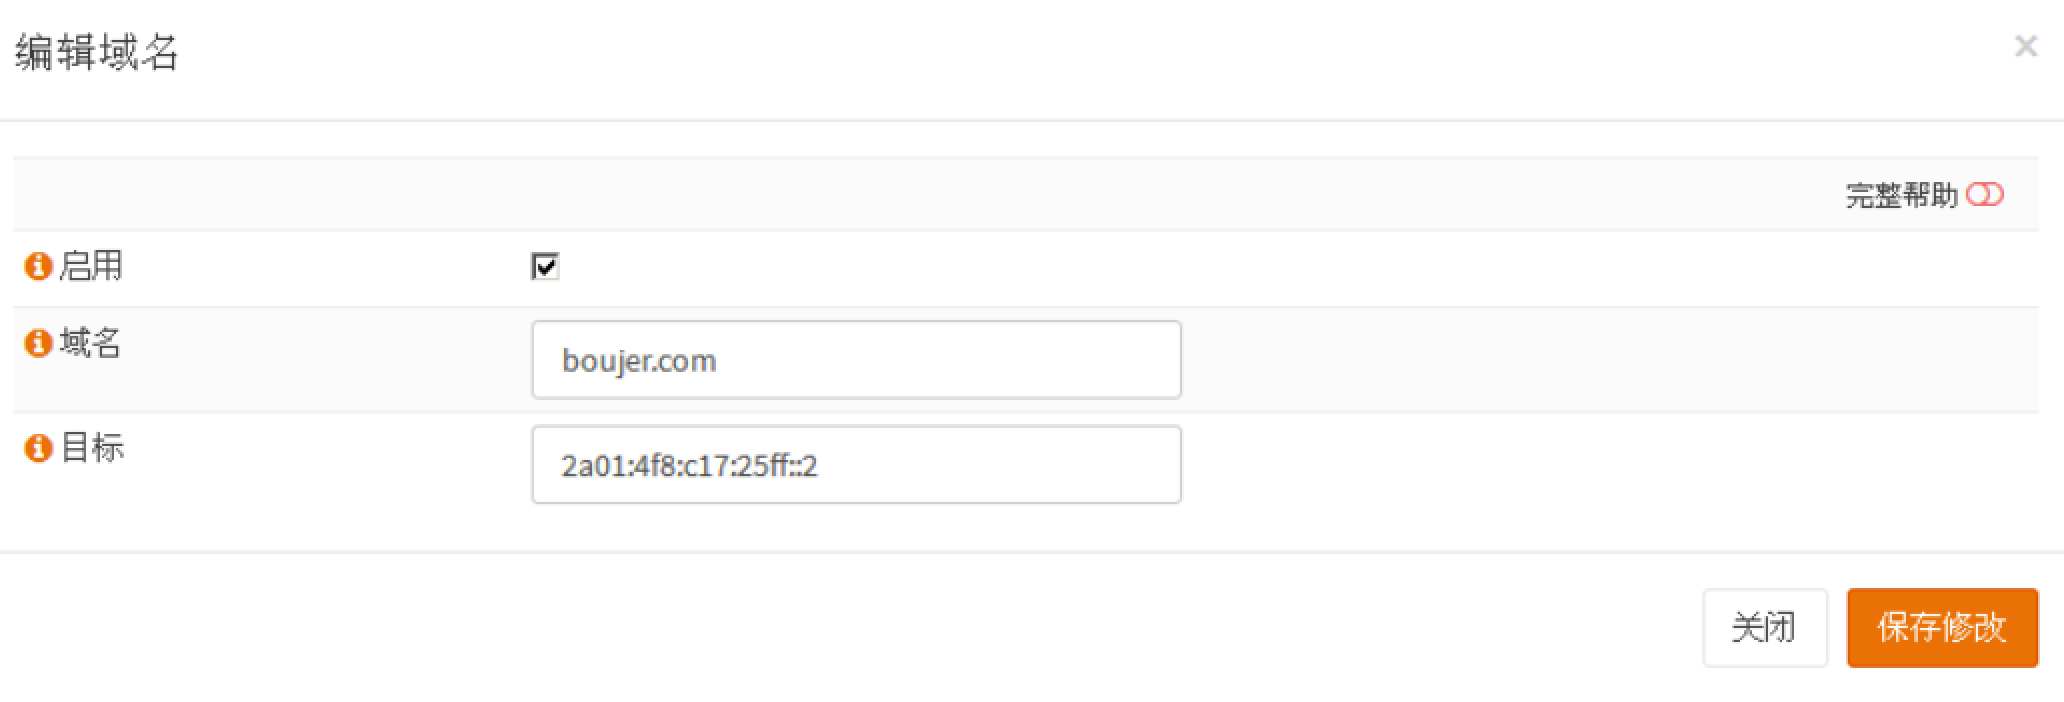 编辑域名
×
完整帮助
启用
域名
boujer.com
目标
2a01:4f8:c17:25ff::2
关闭
保存修改